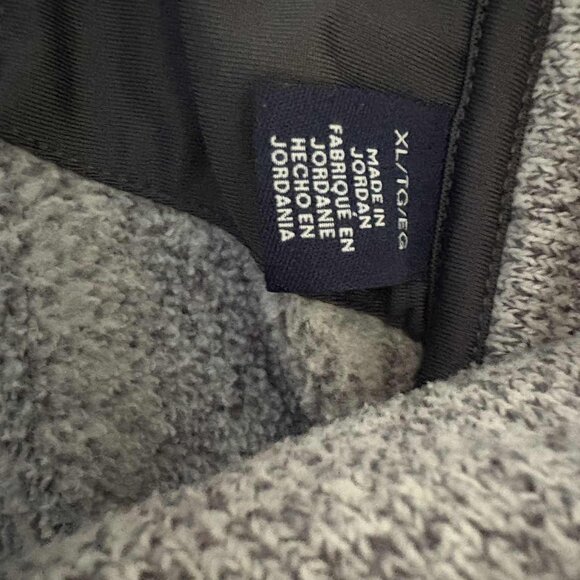 XL/TG/EG
MADE IN
JORDAN
FABRIQUÉ EN
JORDANIE
HECHO EN
JORDANIA